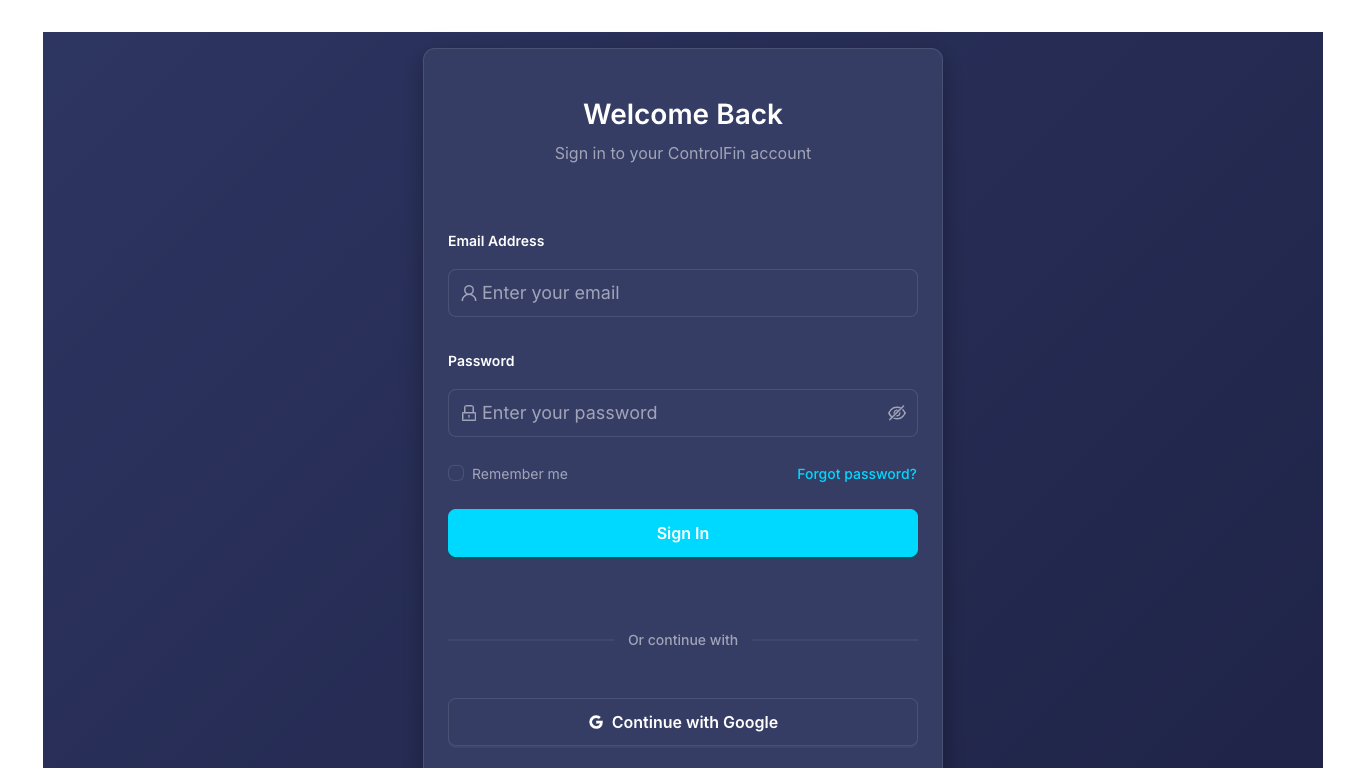 Welcome Back
Sign in to your ControlFin account
Email Address
Enter your email
Password
Enter your password
Remember me
Forgot password?
Sign In
Or continue with
Continue with Google